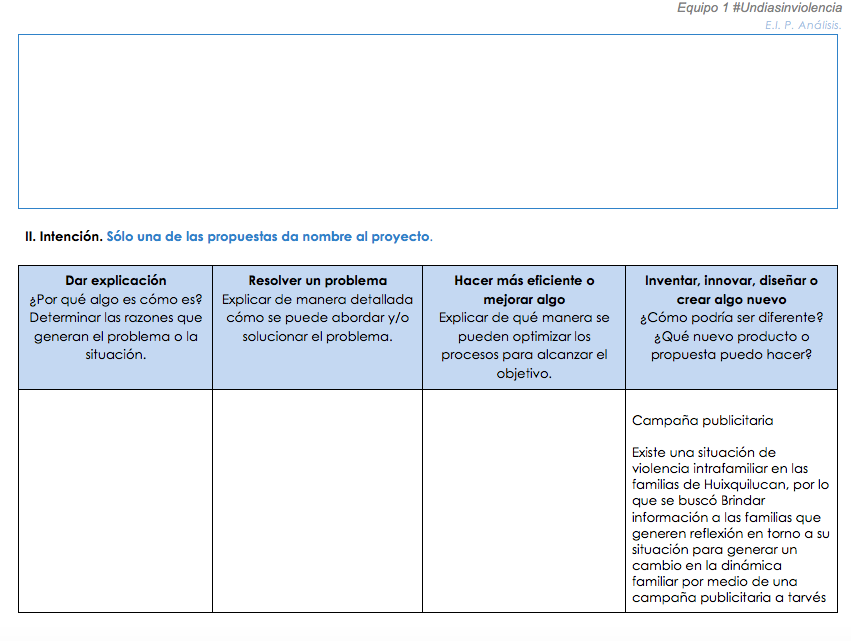 Equipo 1 #Undiasinviolencia
E.I. P. Análisis.
II. Intención. Sólo una de las propuestas da nombre al proyecto.
Dar explicación
¿Por qué algo es cómo es?
Determinar las razones que
generan el problema o la
situación.
Resolver un problema
Explicar de manera detallada
cómo se puede abordar y/o
solucionar el problema.
Hacer más eficiente o
mejorar algo
Explicar de qué manera se
pueden optimizar los
procesos para alcanzar el
objetivo.
Inventar, innovar, diseñar o
crear algo nuevo
¿Cómo podría ser diferente?
¿Qué nuevo producto o
propuesta puedo hacer?
Campaña publicitaria
Existe una situación de
violencia intrafamiliar en las
familias de Huixquilucan, por lo
que se buscó Brindar
información a las familias que
generen reflexión en torno a su
situación para generar un
cambio en la dinámica
familiar por medio de una
campaña publicitaria a tarvés